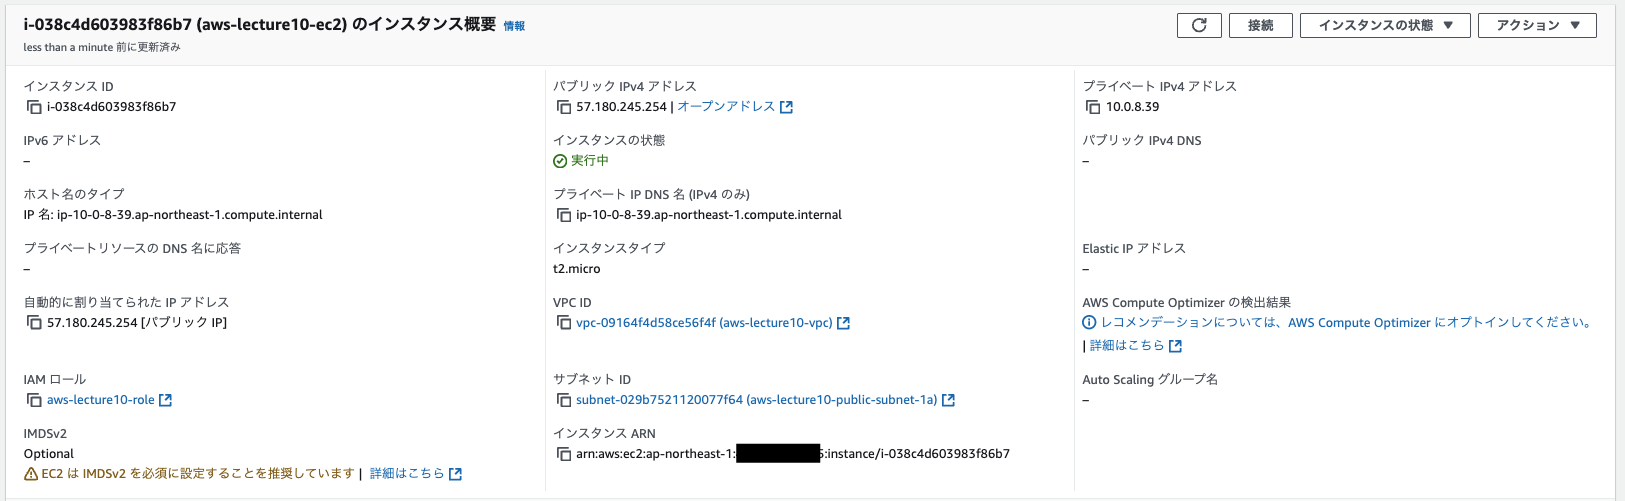 i-038c4d603983f86b7 (aws-lecture10-ec2) のインスタンス概要 情報
less than a minute 前に更新済み
接続
インスタンスの状態 ▼
アクション ▼
インスタンス ID
i-038c4d603983f86b7
パブリック IPv4 アドレス
57.180.245.254 | オープンアドレス
プライベート IPv4 アドレス
10.0.8.39
IPv6 アドレス
–
インスタンスの状態
実行中
パブリック IPv4 DNS
–
ホスト名のタイプ
IP 名: ip-10-0-8-39.ap-northeast-1.compute.internal
プライベート IP DNS 名 (IPv4 のみ)
ip-10-0-8-39.ap-northeast-1.compute.internal
プライベートリソースの DNS 名に応答
–
インスタンスタイプ
t2.micro
Elastic IP アドレス
–
自動的に割り当てられた IP アドレス
57.180.245.254 [パブリック IP]
VPC ID
vpc-09164f4d58ce56f4f (aws-lecture10-vpc)
AWS Compute Optimizer の検出結果
レコメンデーションについては、AWS Compute Optimizer にオプトインしてください。
| 詳細はこちら
IAM ロール
aws-lecture10-role
サブネット ID
subnet-029b7521120077f64 (aws-lecture10-public-subnet-1a)
Auto Scaling グループ名
–
IMDSv2
Optional
EC2 は IMDSv2 を必須に設定することを推奨しています | 詳細はこちら
インスタンス ARN
arn:aws:ec2:ap-northeast-1: :instance/i-038c4d603983f86b7